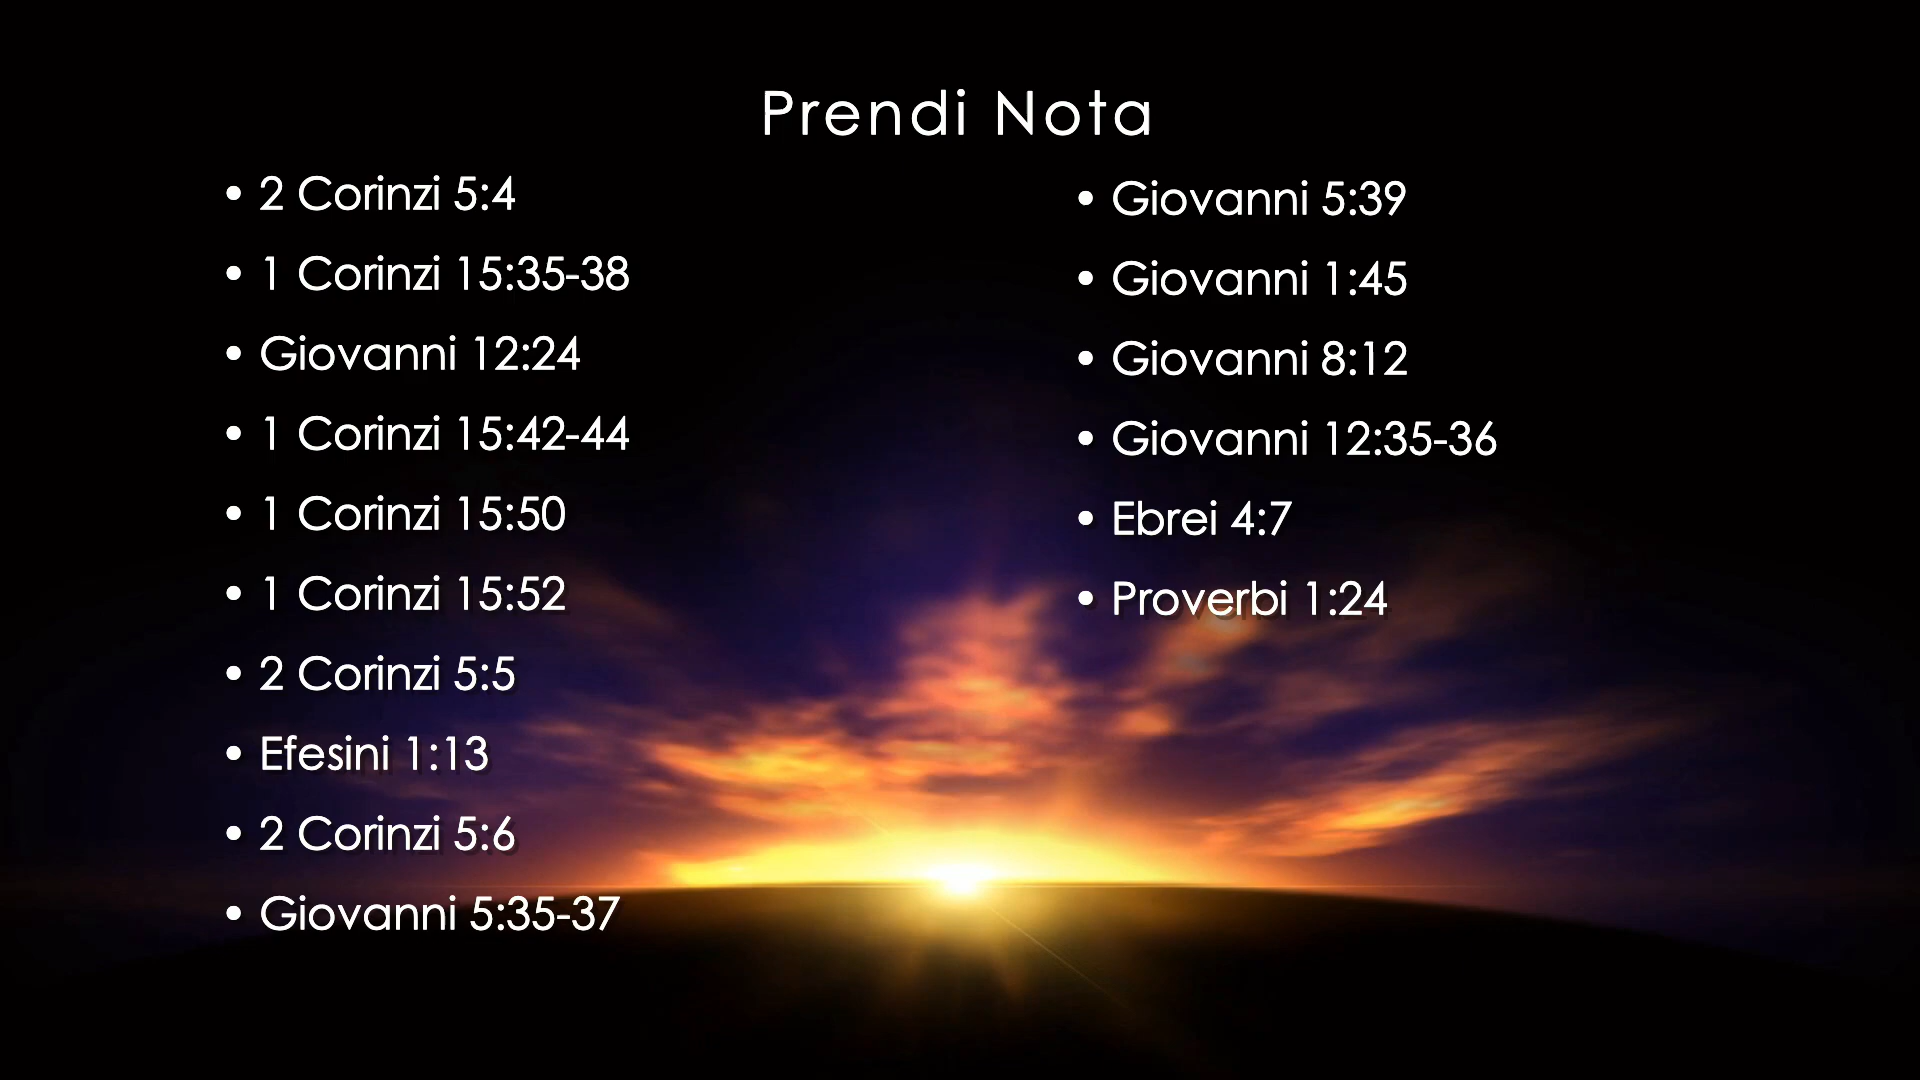 Prendi Nota
• 2 Corinzi 5:4
• 1 Corinzi 15:35-38
• Giovanni 12:24
• 1 Corinzi 15:42-44
• 1 Corinzi 15:50
• 1 Corinzi 15:52
• 2 Corinzi 5:5
• Efesini 1:13
• 2 Corinzi 5:6
• Giovanni 5:35-37
• Giovanni 5:39
• Giovanni 1:45
• Giovanni 8:12
• Giovanni 12:35-36
• Ebrei 4:7
• Proverbi 1:24